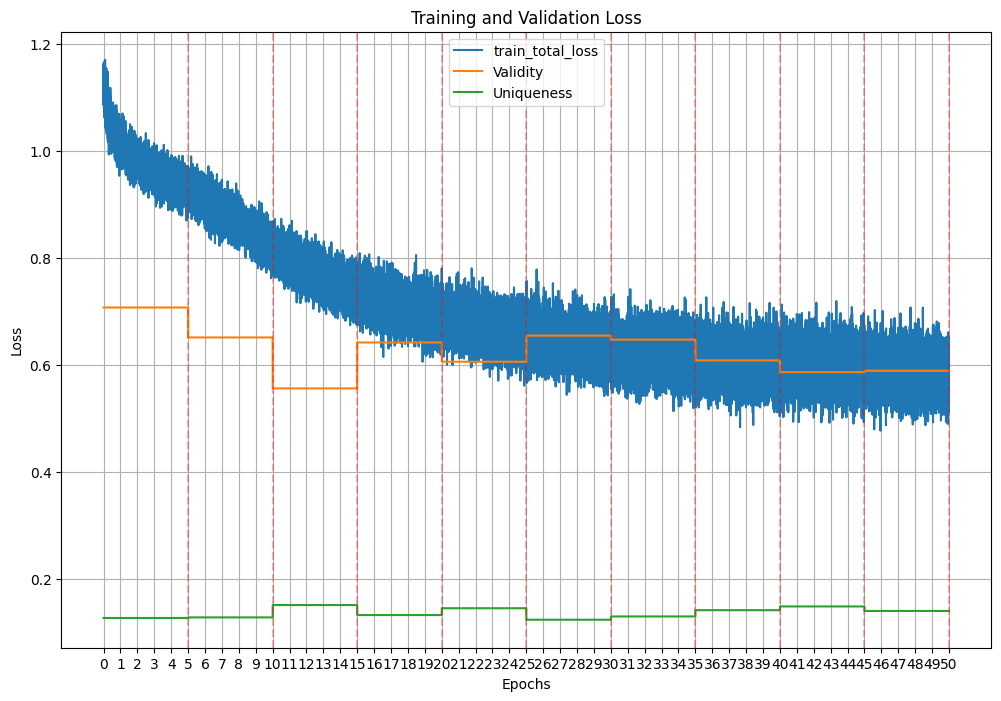 Training and Validation Loss
train_total_loss
Validity
Uniqueness
1.2
1.0
0.8
0.6
0.4
0.2
Loss
0 1 2 3 4 5 6 7 8 9 10 11 12 13 14 15 16 17 18 19 20 21 22 23 24 25 26 27 28 29 30 31 32 33 34 35 36 37 38 39 40 41 42 43 44 45 46 47 48 49 50
Epochs